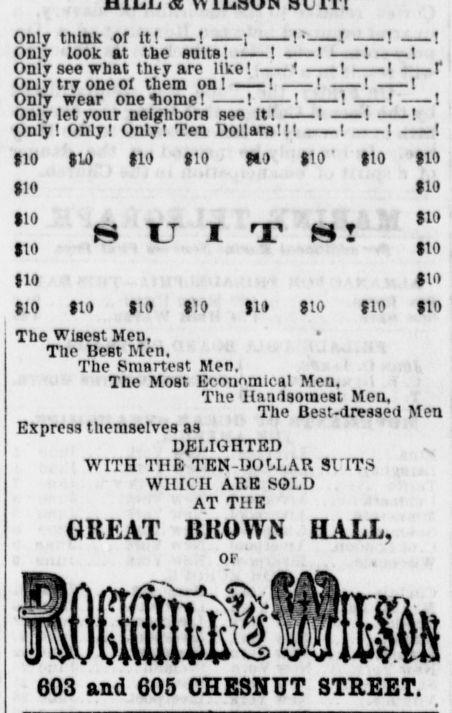 HILL & WILSON SUIT!
Only think of it! —! —! —! —! —!
Only look at the suits! —! —! —! —!
Only see what they are like! —! —! —!
Only try one of them on! —! —! —! —!
Only wear one home! —! —! —! —! —!
Only let your neighbors see it! —! —! —!
Only! Only! Only! Ten Dollars!!! —! —! —!
$10 $10 $10 $10 $10 $10 $10 $10
$10 $10
$10 $10
SUITS!
$10 $10
$10 $10
$10 $10 $10 $10 $10 $10 $10 $10
The Wisest Men,
The Best Men,
The Smartest Men,
The Most Economical Men,
The Handsomest Men,
The Best-dressed Men
Express themselves as
DELIGHTED
WITH THE TEN-DOLLAR SUITS
WHICH ARE SOLD
AT THE
GREAT BROWN HALL,
OF
ROCKHILL & WILSON
603 and 605 CHESNUT STREET.